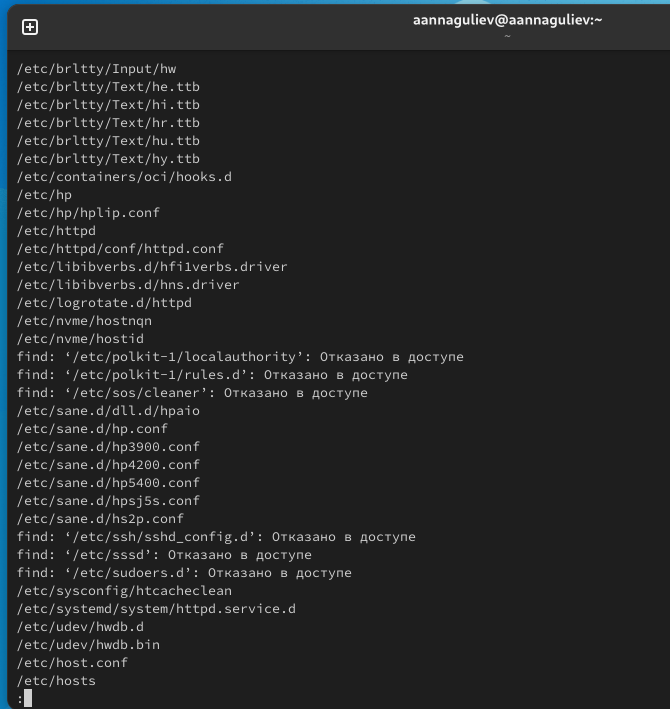 aannaguliev@aannaguliev:~
~
/etc/brltty/Input/hw
/etc/brltty/Text/he.ttb
/etc/brltty/Text/hi.ttb
/etc/brltty/Text/hr.ttb
/etc/brltty/Text/hu.ttb
/etc/brltty/Text/hy.ttb
/etc/containers/oci/hooks.d
/etc/hp
/etc/hp/hplip.conf
/etc/httpd
/etc/httpd/conf/httpd.conf
/etc/libibverbs.d/hfi1verbs.driver
/etc/libibverbs.d/hns.driver
/etc/logrotate.d/httpd
/etc/nvme/hostnqn
/etc/nvme/hostid
find: ‘/etc/polkit-1/localauthority’: Отказано в доступе
find: ‘/etc/polkit-1/rules.d’: Отказано в доступе
find: ‘/etc/sos/cleaner’: Отказано в доступе
/etc/sane.d/dll.d/hpaio
/etc/sane.d/hp.conf
/etc/sane.d/hp3900.conf
/etc/sane.d/hp4200.conf
/etc/sane.d/hp5400.conf
/etc/sane.d/hpsj5s.conf
/etc/sane.d/hs2p.conf
find: ‘/etc/ssh/sshd_config.d’: Отказано в доступе
find: ‘/etc/sssd’: Отказано в доступе
find: ‘/etc/sudoers.d’: Отказано в доступе
/etc/sysconfig/htcacheclean
/etc/systemd/system/httpd.service.d
/etc/udev/hwdb.d
/etc/udev/hwdb.bin
/etc/host.conf
/etc/hosts
: